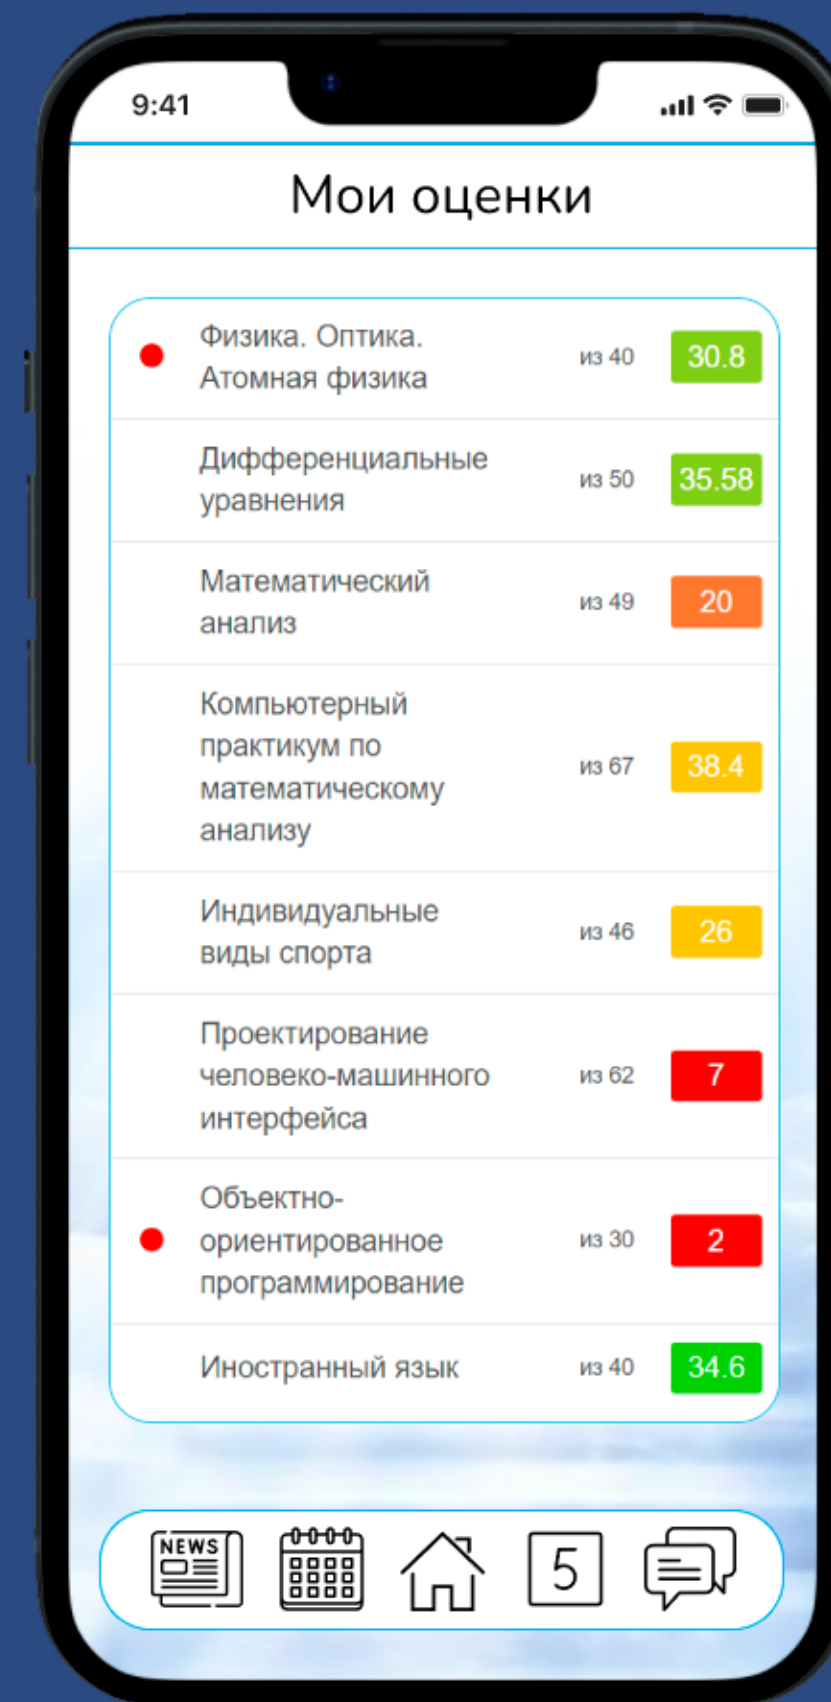 9:41
Мои оценки
Физика. Оптика.
Атомная физика
из 40
30.8
Дифференциальные
уравнения
из 50
35.58
Математический
анализ
из 49
20
Компьютерный
практикум по
математическому
анализу
из 67
38.4
Индивидуальные
виды спорта
из 46
26
Проектирование
человеко-машинного
интерфейса
из 62
7
Объектно-
ориентированное
программирование
из 30
2
Иностранный язык
из 40
34.6
NEWS
5